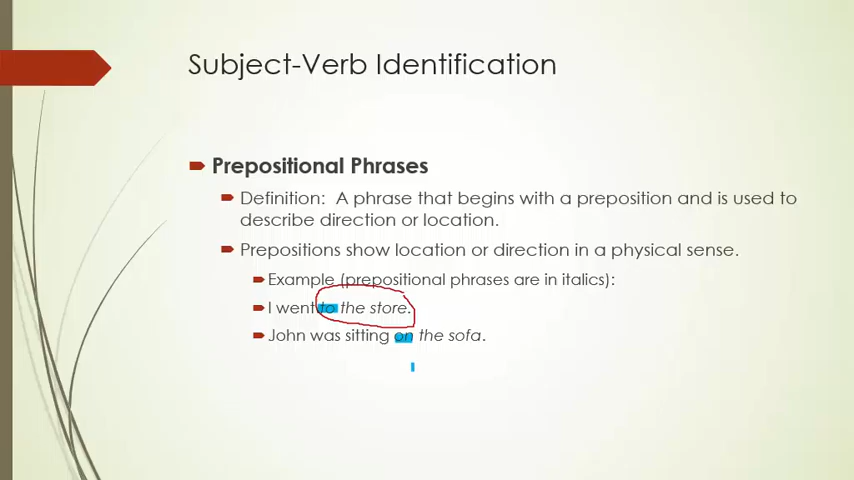 Subject-Verb Identification
Prepositional Phrases
Definition: A phrase that begins with a preposition and is used to
describe direction or location.
Prepositions show location or direction in a physical sense.
Example (prepositional phrases are in italics):
I went to the store.
John was sitting on the sofa.